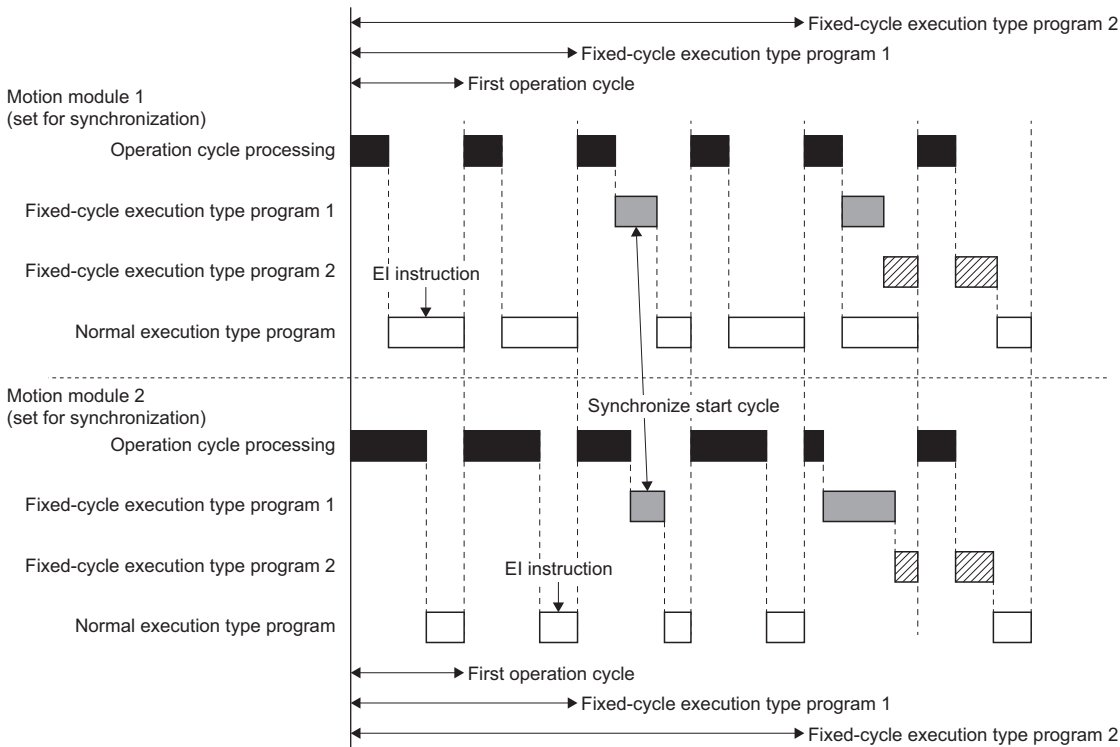 Fixed-cycle execution type program 2
Fixed-cycle execution type program 1
First operation cycle
Motion module 1
(set for synchronization)
Operation cycle processing
Fixed-cycle execution type program 1
Fixed-cycle execution type program 2
EI instruction
Normal execution type program
Motion module 2
(set for synchronization)
Synchronize start cycle
Operation cycle processing
Fixed-cycle execution type program 1
Fixed-cycle execution type program 2
EI instruction
Normal execution type program
First operation cycle
Fixed-cycle execution type program 1
Fixed-cycle execution type program 2